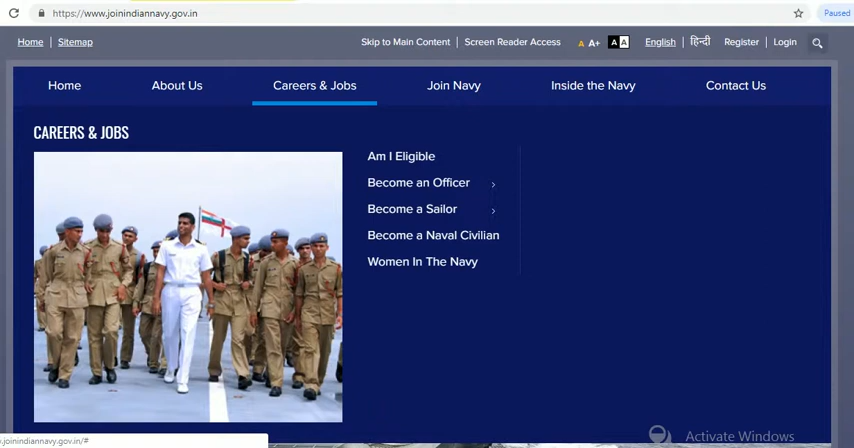 https://www.joinindiannavy.gov.in
Paused
Home Sitemap Skip to Main Content Screen Reader Access A A+ A A English हिन्दी Register Login
Home About Us Careers & Jobs Join Navy Inside the Navy Contact Us
CAREERS & JOBS
Am I Eligible
Become an Officer
Become a Sailor
Become a Naval Civilian
Women In The Navy
.joinindiannavy.gov.in/#
Activate Windows